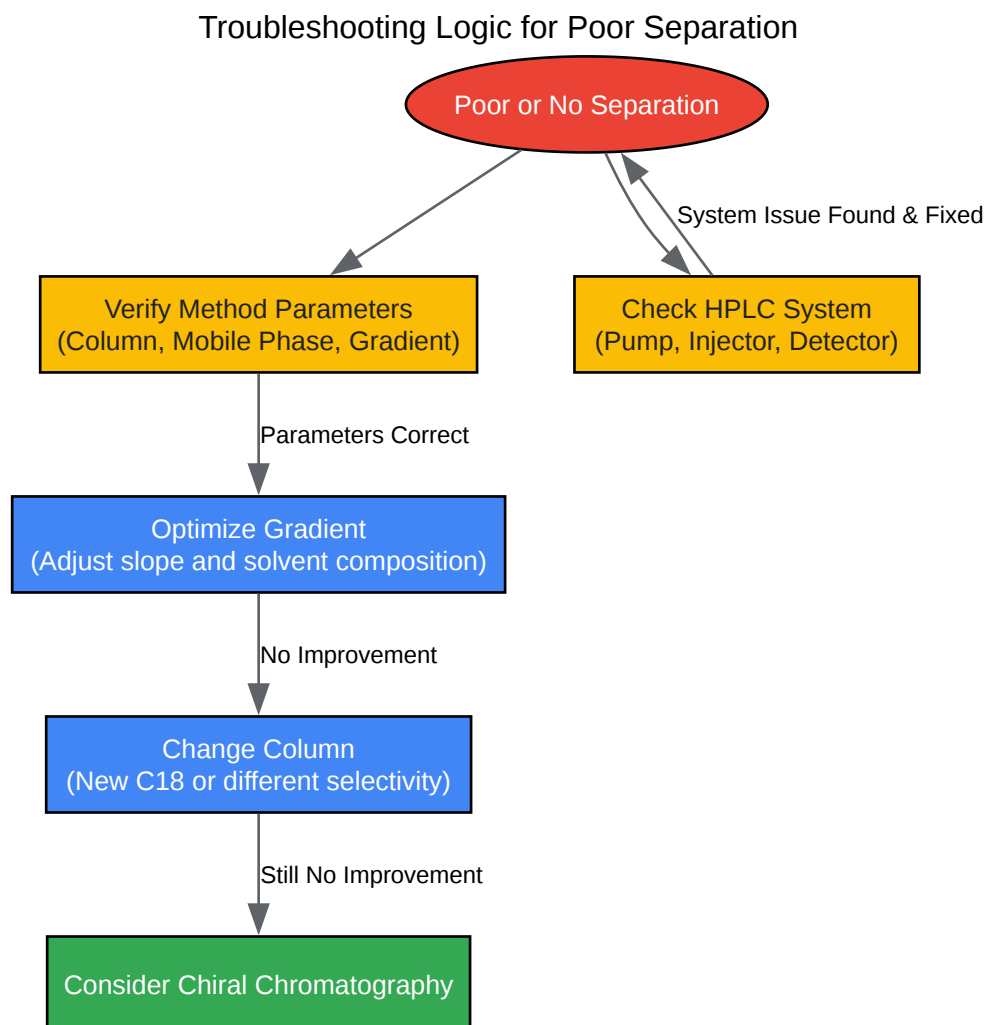 Troubleshooting Logic for Poor Separation
Poor or No Separation
System Issue Found & Fixed
Verify Method Parameters
(Column, Mobile Phase, Gradient)
Check HPLC System
(Pump, Injector, Detector)
Parameters Correct
Optimize Gradient
(Adjust slope and solvent composition)
No Improvement
Change Column
(New C18 or different selectivity)
Still No Improvement
Consider Chiral Chromatography